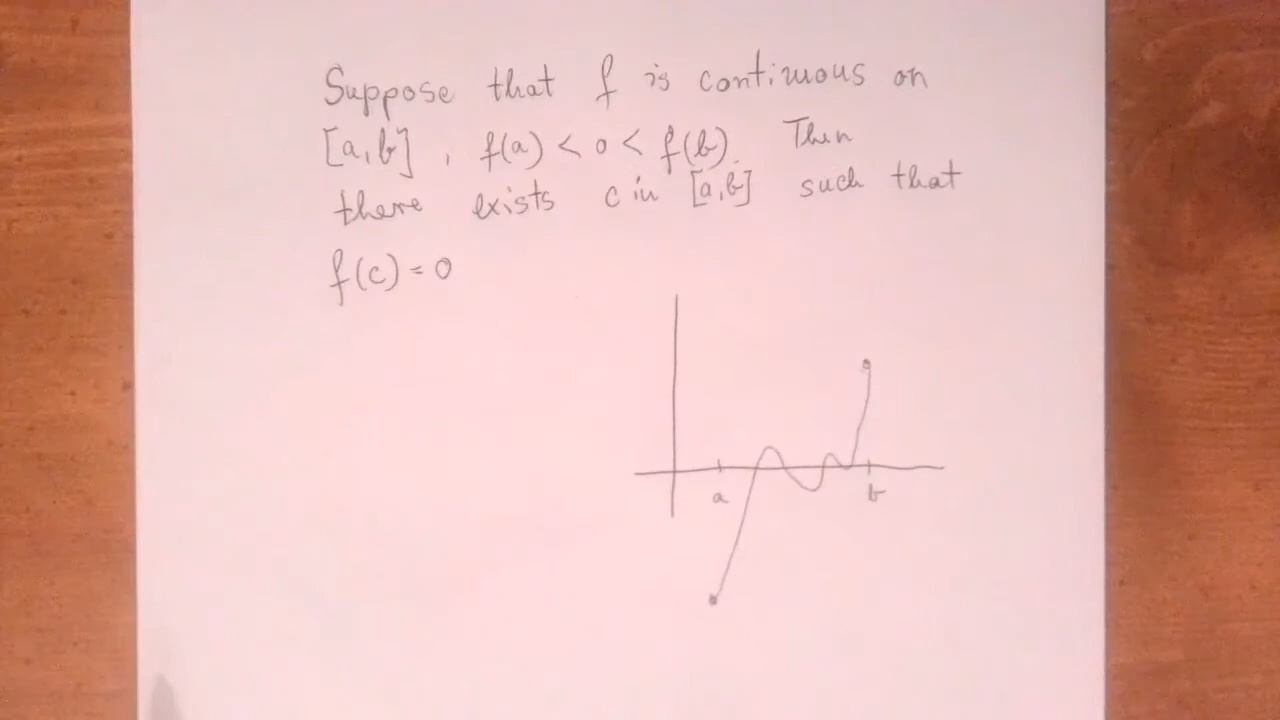 Suppose that f is continuous on
[a,b], f(a) < 0 < f(b). Then
there exists c in [a,b] such that
f(c) = 0
a b